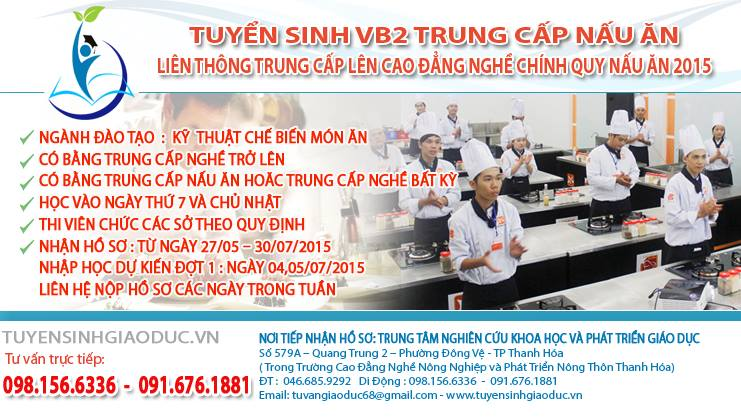 TUYỂN SINH VB2 TRUNG CẤP NẤU ĂN
LIÊN THÔNG TRUNG CẤP LÊN CAO ĐẲNG NGHỀ CHÍNH QUY NẤU ĂN 2015
NGÀNH ĐÀO TẠO : KỸ THUẬT CHẾ BIẾN MÓN ĂN
CÓ BẰNG TRUNG CẤP NGHỀ TRỞ LÊN
CÓ BẰNG TRUNG CẤP NẤU ĂN HOẶC TRUNG CẤP NGHỀ BẤT KỲ
HỌC VÀO NGÀY THỨ 7 VÀ CHỦ NHẬT
THI VIÊN CHỨC CÁC SỞ THEO QUY ĐỊNH
NHẬN HỒ SƠ : TỪ NGÀY 27/05 – 30/07/2015
NHẬP HỌC DỰ KIẾN ĐỢT 1 : NGÀY 04,05/07/2015
LIÊN HỆ NỘP HỒ SƠ CÁC NGÀY TRONG TUẦN
TUYENSINHGIAODUC.VN
Tư vấn trực tiếp:
098.156.6336 - 091.676.1881
NƠI TIẾP NHẬN HỒ SƠ: TRUNG TÂM NGHIÊN CỨU KHOA HỌC VÀ PHÁT TRIỂN GIÁO DỤC
Số 579A – Quang Trung 2 – Phường Đông Vệ - TP Thanh Hóa
( Trong Trường Cao Đẳng Nghề Nông Nghiệp và Phát Triển Nông Thôn Thanh Hóa)
ĐT : 046.685.9292 Di Động : 098.156.6336 - 091.676.1881
Email: tuvangiaoduc68@gmail.com - www.tuyensinhgiaoduc.vn